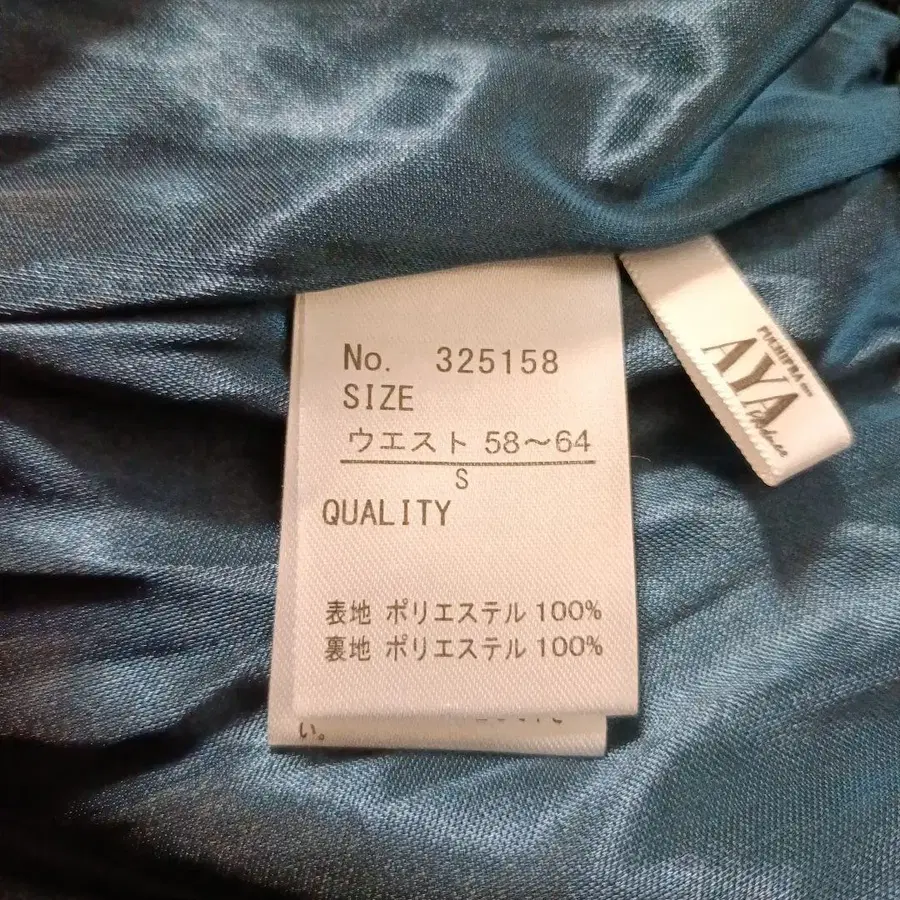 No. 325158
SIZE
ウエスト 58～64
S
QUALITY
表地 ポリエステル 100%
裏地 ポリエステル 100%
い。
AYA